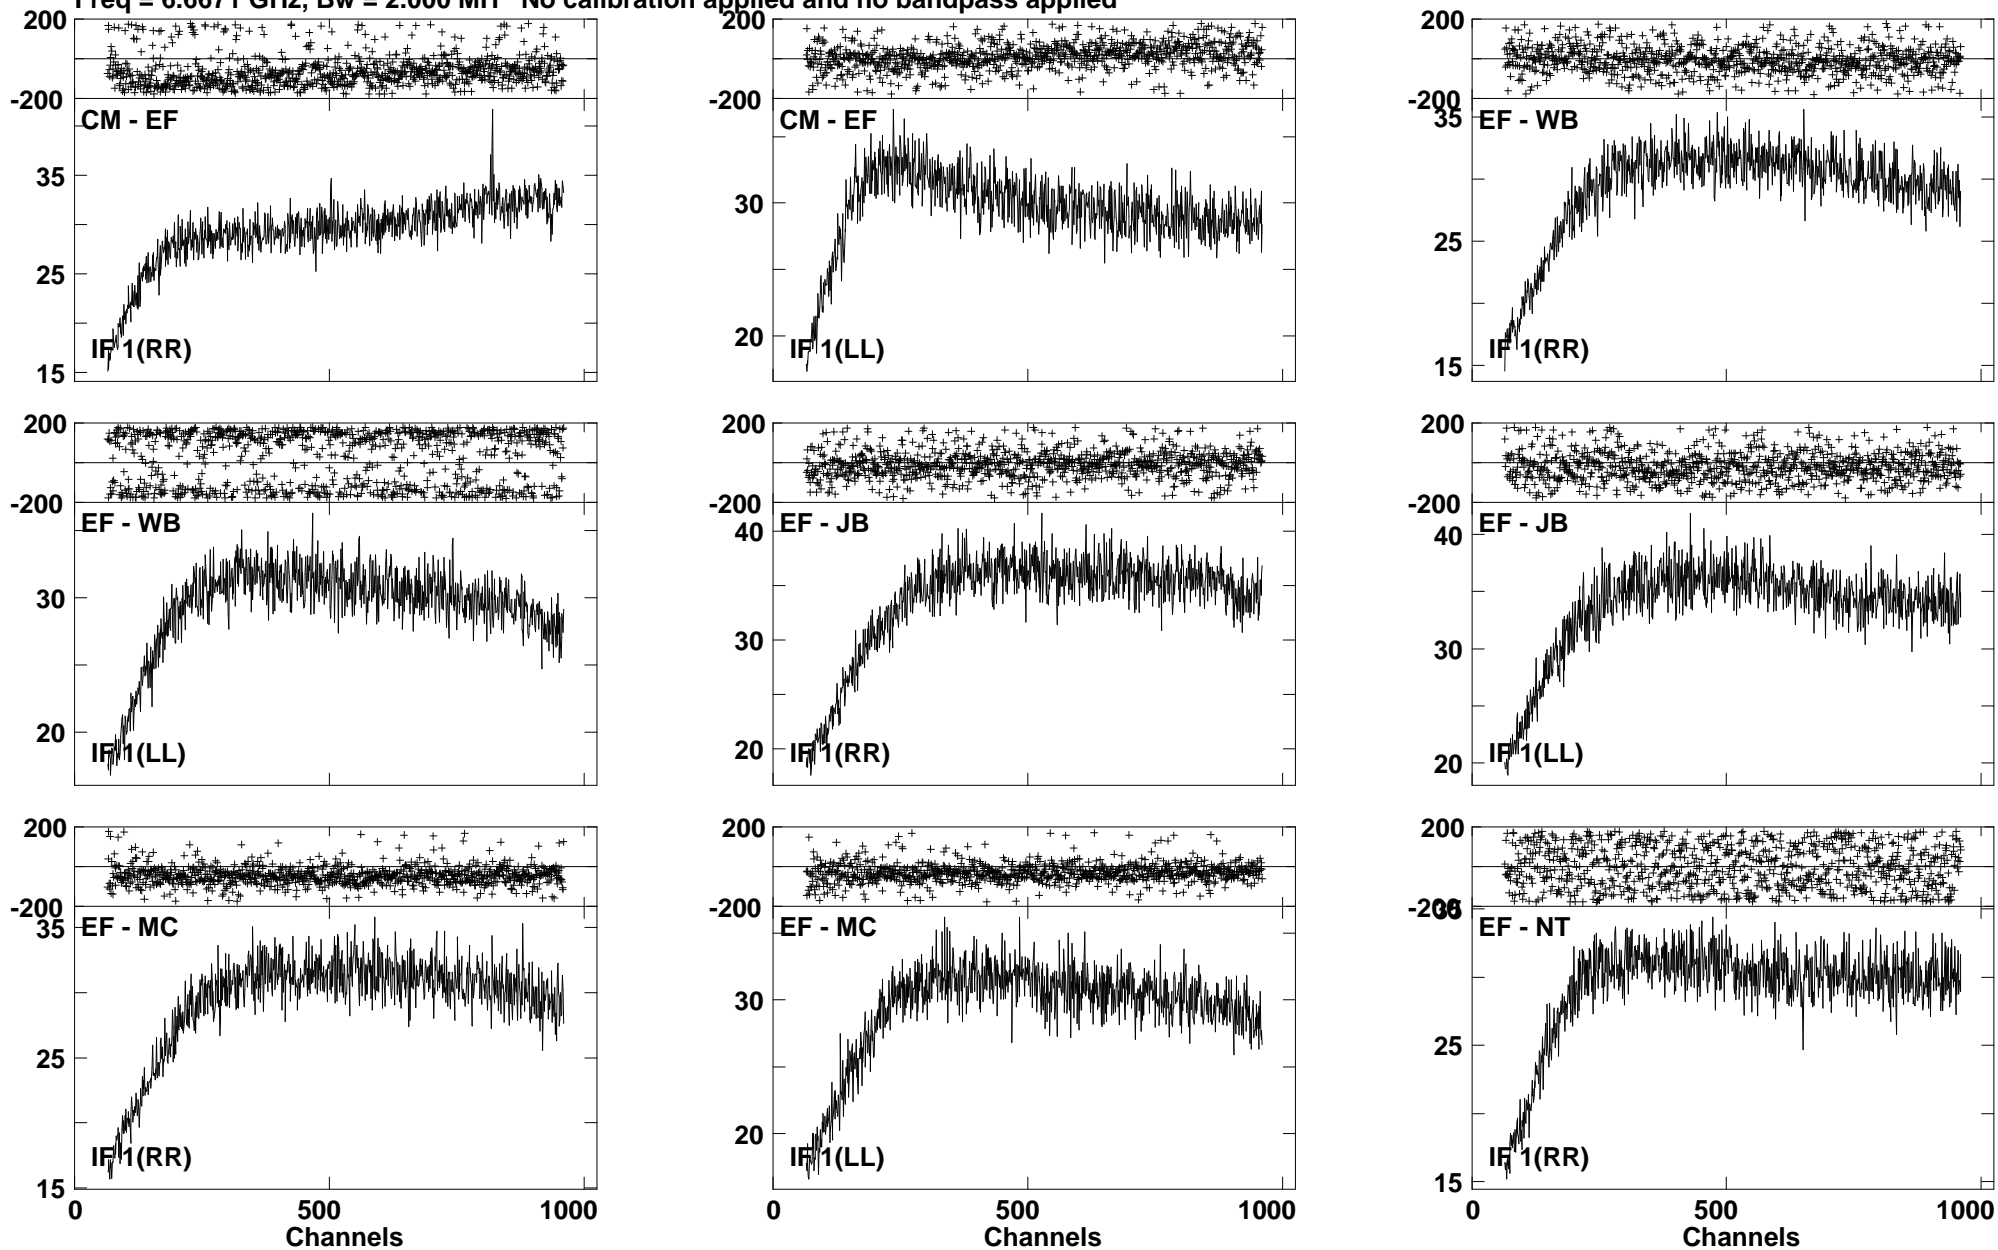 Freq = 6.6671 GHz, Bw = 2.000 MH No calibration applied and no bandpass applied
200 200 200
-200 -200 -200
CM - EF CM - EF EF - WB
35 30 35
25 20 25
15 15
IF 1(RR) IF 1(LL) IF 1(RR)
200 200 200
-200 -200 -200
EF - WB EF - JB EF - JB
30 40 40
20 30 30
20 20
IF 1(LL) IF 1(RR) IF 1(LL)
200 200 200
-200 -200 -200
EF - MC EF - MC EF - NT
35 30 35
25 20 25
15 15
IF 1(RR) IF 1(LL) IF 1(RR)
0 500 1000 0 500 1000 0 500 1000
Channels Channels Channels